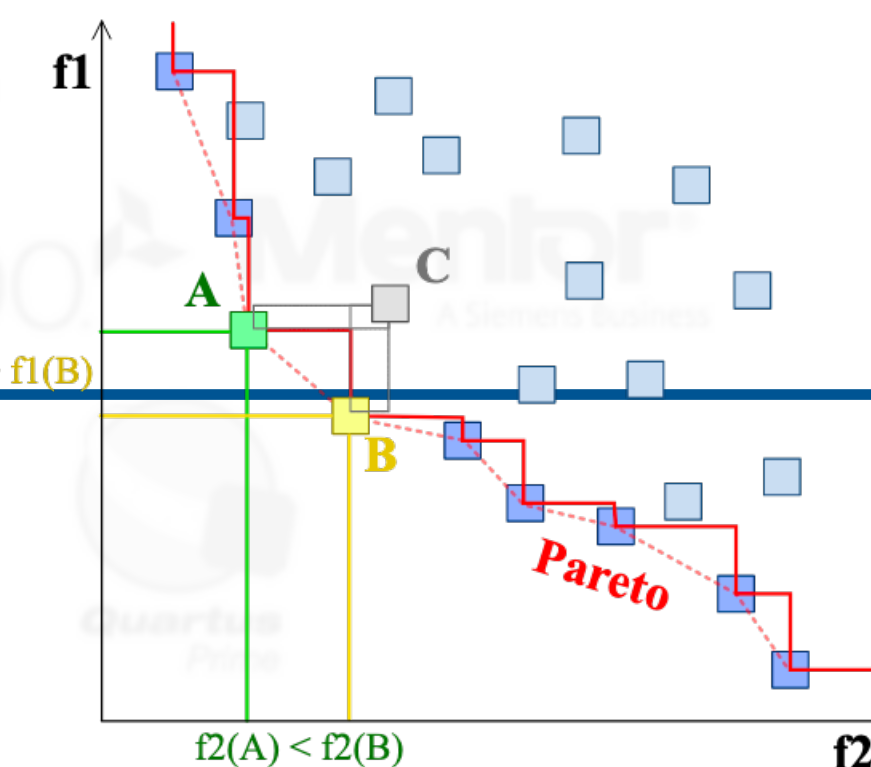 f1
Mentor
A Siemens Business
C
A
f1(B)
B
Pareto
Quartus
Prime
f2(A) < f2(B)
f2